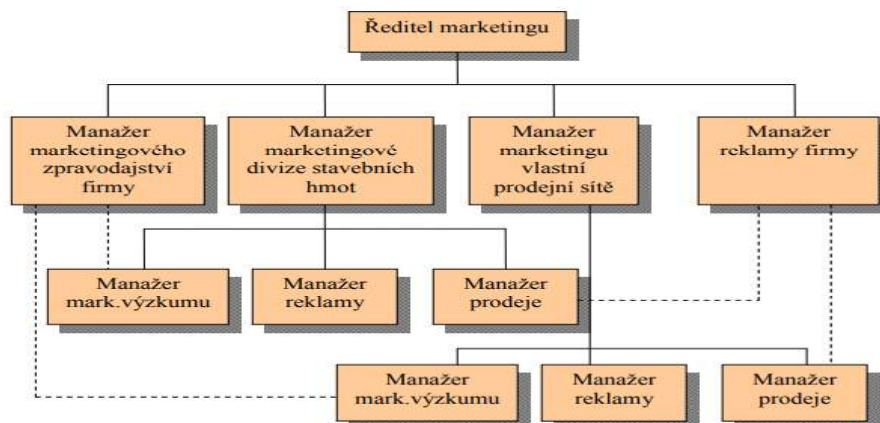 Ředitel marketingu
Manažer
marketingového
zpravodajství
firmy
Manažer
marketingové
divize stavebních
hmot
Manažer
marketingu
vlastní
prodejní sítě
Manažer
reklamy firmy
Manažer
mark.výzkumu
Manažer
reklamy
Manažer
prodeje
Manažer
mark.výzkumu
Manažer
reklamy
Manažer
prodeje